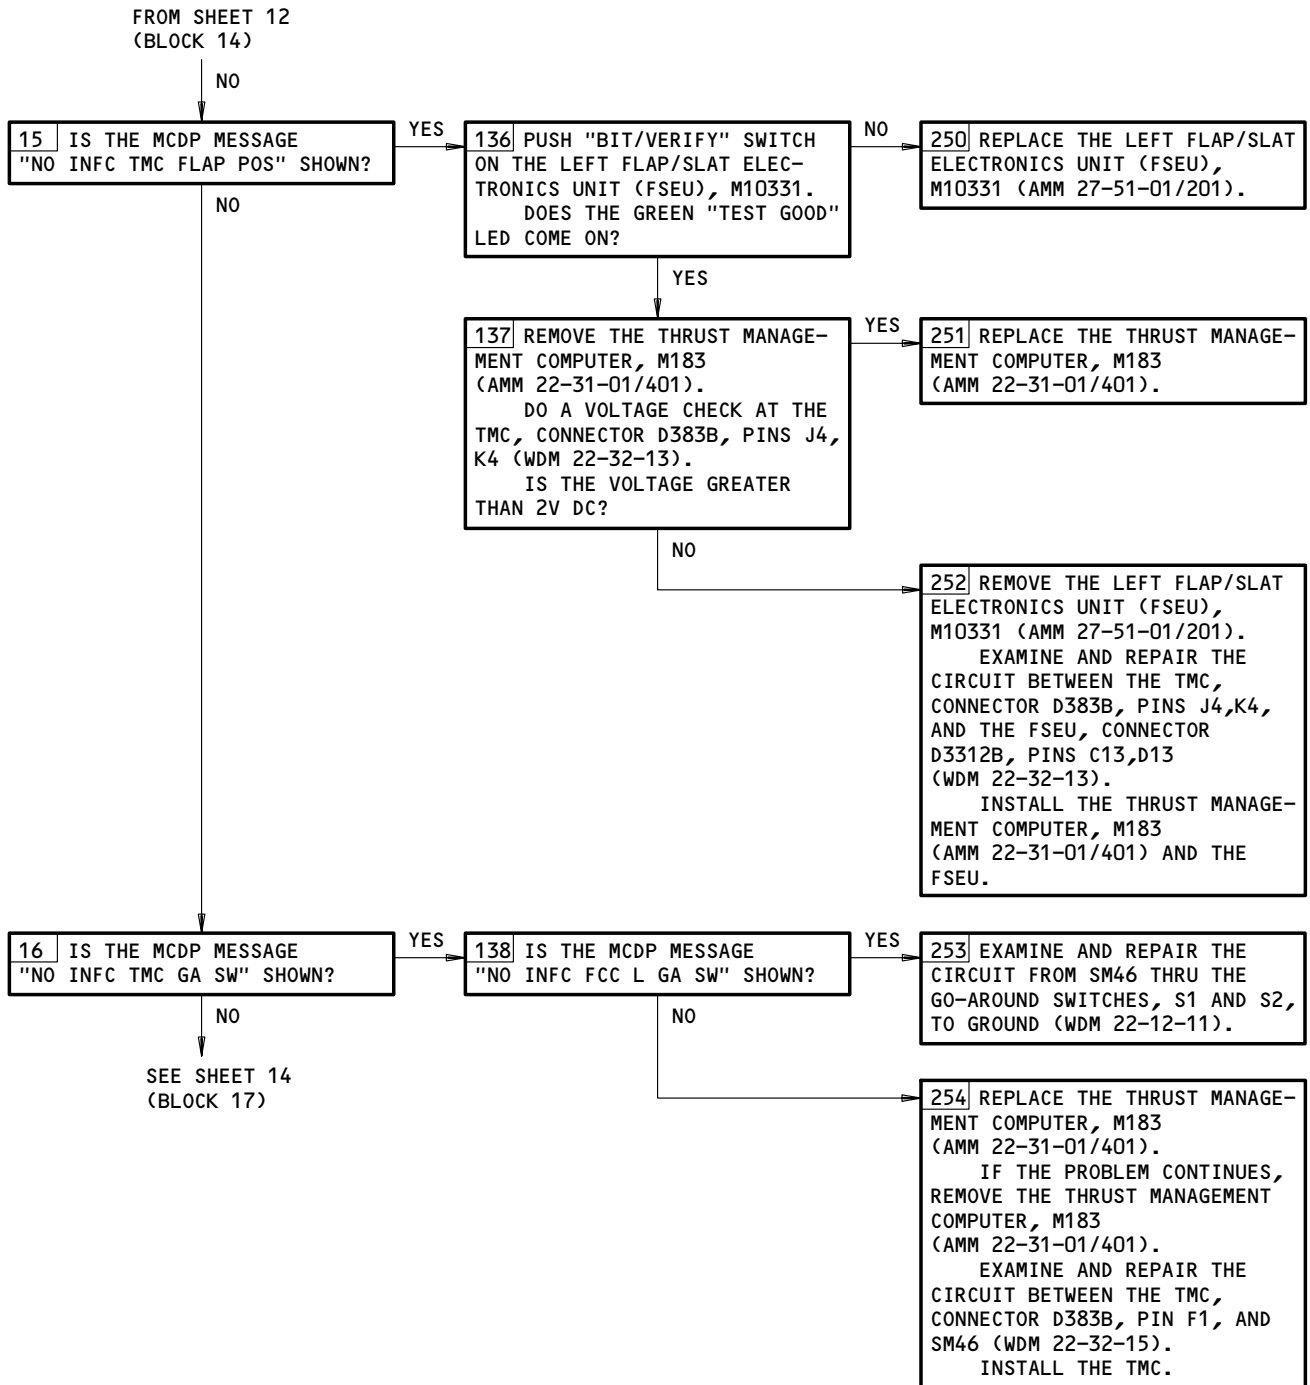 FROM SHEET 12
(BLOCK 14)
NO
15 IS THE MCDP MESSAGE
"NO INFC TMC FLAP POS" SHOWN?
YES
NO
136 PUSH "BIT/VERIFY" SWITCH
ON THE LEFT FLAP/SLAT ELEC-
TRONICS UNIT (FSEU), M10331.
DOES THE GREEN "TEST GOOD"
LED COME ON?
NO
YES
250 REPLACE THE LEFT FLAP/SLAT
ELECTRONICS UNIT (FSEU),
M10331 (AMM 27-51-01/201).
137 REMOVE THE THRUST MANAGE-
MENT COMPUTER, M183
(AMM 22-31-01/401).
DO A VOLTAGE CHECK AT THE
TMC, CONNECTOR D383B, PINS J4,
K4 (WDM 22-32-13).
IS THE VOLTAGE GREATER
THAN 2V DC?
YES
NO
251 REPLACE THE THRUST MANAGE-
MENT COMPUTER, M183
(AMM 22-31-01/401).
252 REMOVE THE LEFT FLAP/SLAT
ELECTRONICS UNIT (FSEU),
M10331 (AMM 27-51-01/201).
EXAMINE AND REPAIR THE
CIRCUIT BETWEEN THE TMC,
CONNECTOR D383B, PINS J4,K4,
AND THE FSEU, CONNECTOR
D3312B, PINS C13,D13
(WDM 22-32-13).
INSTALL THE THRUST MANAGE-
MENT COMPUTER, M183
(AMM 22-31-01/401) AND THE
FSEU.
16 IS THE MCDP MESSAGE
"NO INFC TMC GA SW" SHOWN?
YES
NO
SEE SHEET 14
(BLOCK 17)
138 IS THE MCDP MESSAGE
"NO INFC FCC L GA SW" SHOWN?
YES
NO
253 EXAMINE AND REPAIR THE
CIRCUIT FROM SM46 THRU THE
GO-AROUND SWITCHES, S1 AND S2,
TO GROUND (WDM 22-12-11).
254 REPLACE THE THRUST MANAGE-
MENT COMPUTER, M183
(AMM 22-31-01/401).
IF THE PROBLEM CONTINUES,
REMOVE THE THRUST MANAGEMENT
COMPUTER, M183
(AMM 22-31-01/401).
EXAMINE AND REPAIR THE
CIRCUIT BETWEEN THE TMC,
CONNECTOR D383B, PIN F1, AND
SM46 (WDM 22-32-15).
INSTALL THE TMC.